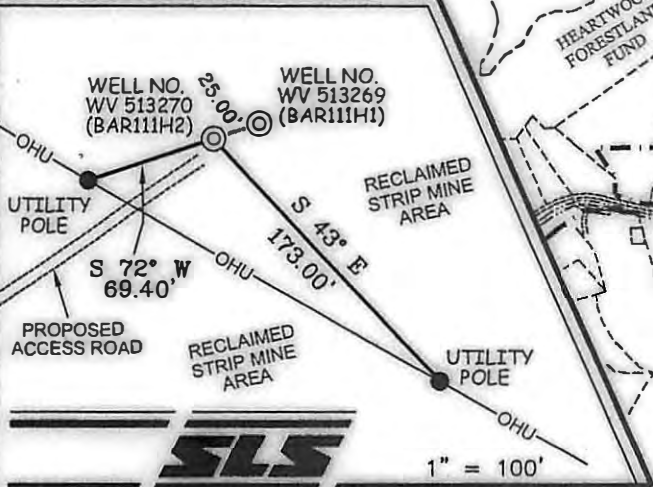 HEARTWOO
FORESTLAN
FUND
WELL NO.
WV 513270
(BAR111H2)
25.00'
WELL NO.
WV 513269
(BAR111H1)
OHU
UTILITY
POLE
S 72° W
69.40'
S 43° E
173.00'
RECLAIMED
STRIP MINE
AREA
OHU
PROPOSED
ACCESS ROAD
RECLAIMED
STRIP MINE
AREA
UTILITY
POLE
OHU
SLS
1" = 100'